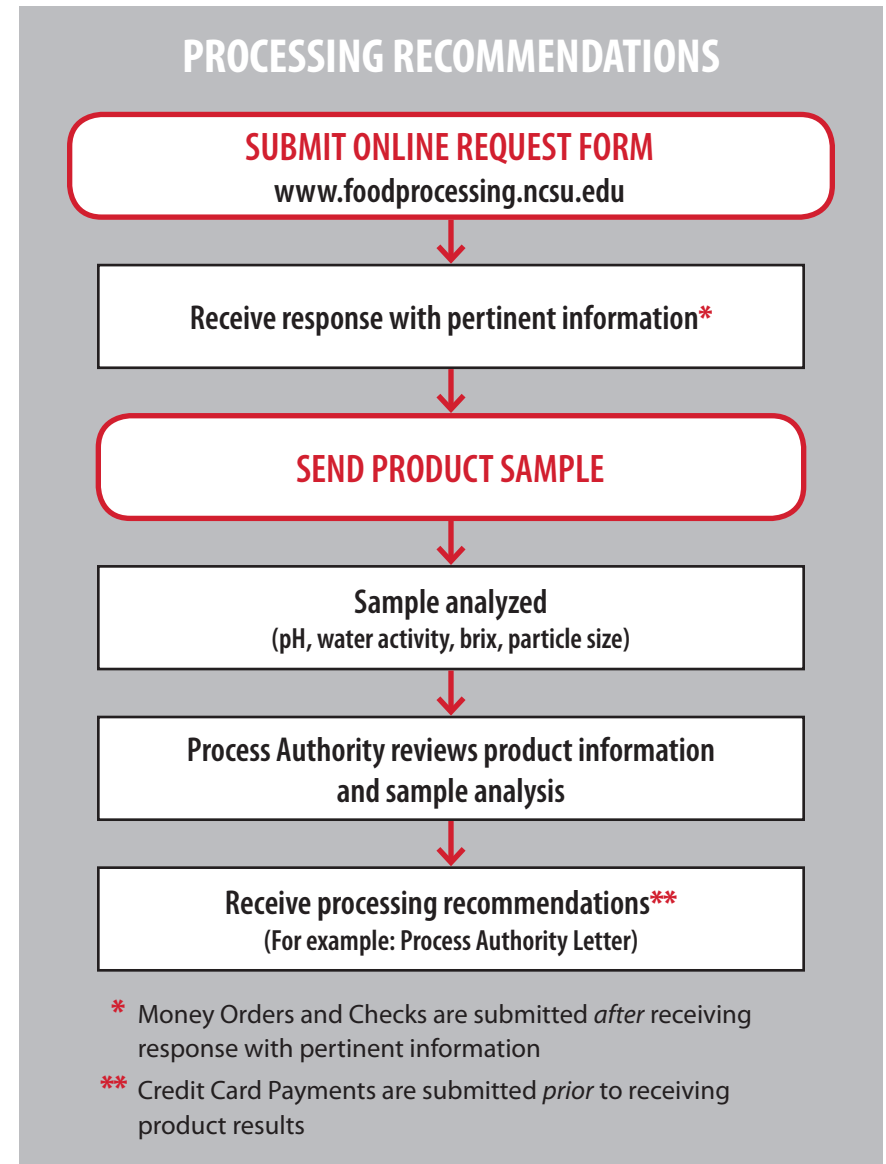 PROCESSING RECOMMENDATIONS
SUBMIT ONLINE REQUEST FORM
www.foodprocessing.ncsu.edu
Receive response with pertinent information*
SEND PRODUCT SAMPLE
Sample analyzed
(pH, water activity, brix, particle size)
Process Authority reviews product information
and sample analysis
Receive processing recommendations**
(For example: Process Authority Letter)
* Money Orders and Checks are submitted after receiving
response with pertinent information
** Credit Card Payments are submitted prior to receiving
product results